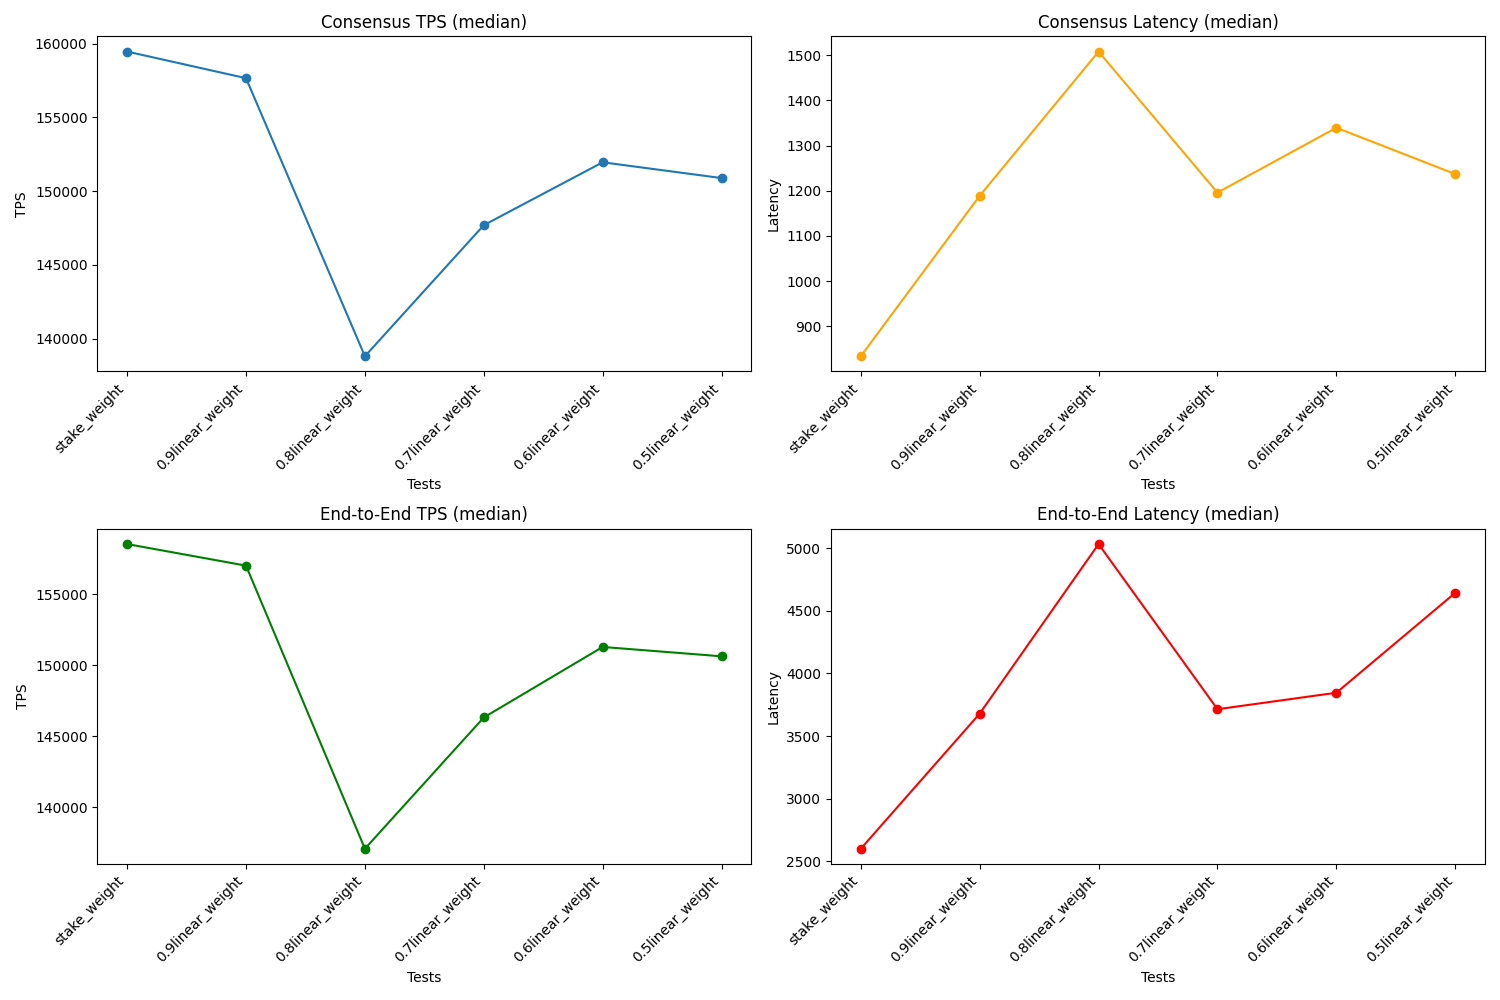 Consensus TPS (median)
160000
155000
150000
145000
140000
TPS
stake_weight
0.9linear_weight
0.8linear_weight
0.7linear_weight
0.6linear_weight
0.5linear_weight
Tests
Consensus Latency (median)
1500
1400
1300
1200
1100
1000
900
Latency
stake_weight
0.9linear_weight
0.8linear_weight
0.7linear_weight
0.6linear_weight
0.5linear_weight
Tests
End-to-End TPS (median)
155000
150000
145000
140000
TPS
stake_weight
0.9linear_weight
0.8linear_weight
0.7linear_weight
0.6linear_weight
0.5linear_weight
Tests
End-to-End Latency (median)
5000
4500
4000
3500
3000
2500
Latency
stake_weight
0.9linear_weight
0.8linear_weight
0.7linear_weight
0.6linear_weight
0.5linear_weight
Tests